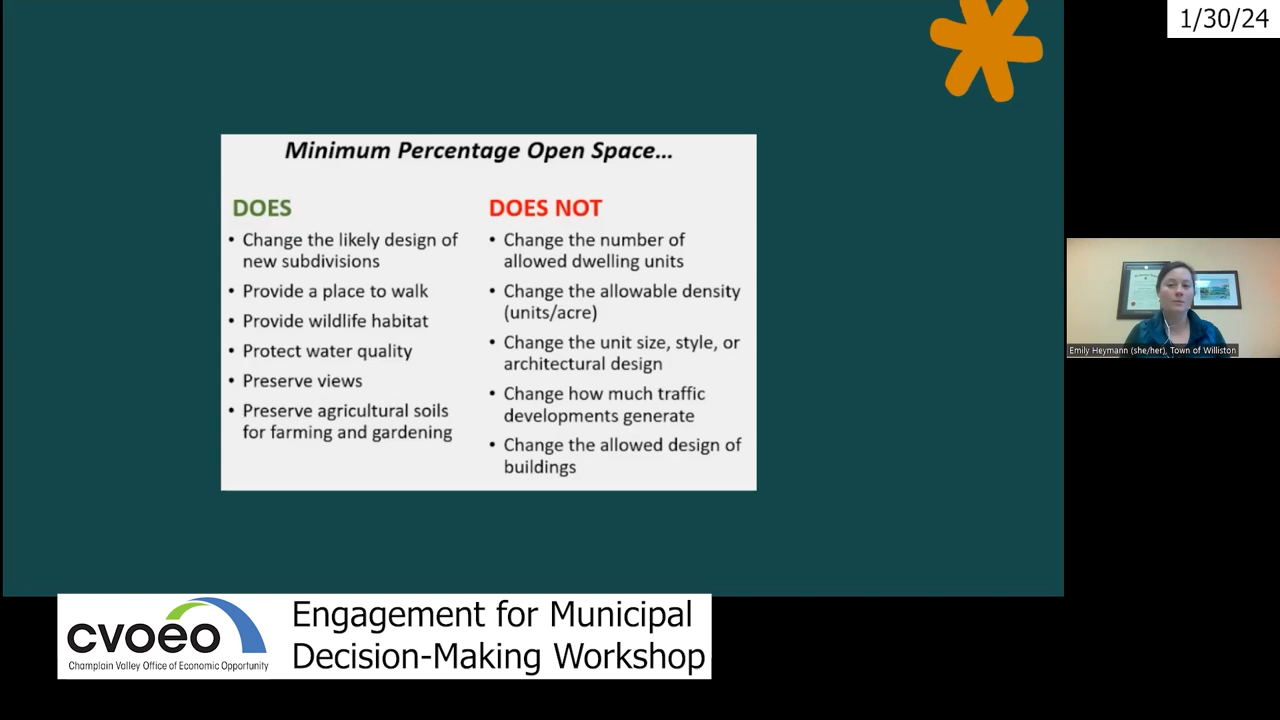 1/30/24
Minimum Percentage Open Space...
DOES
• Change the likely design of
new subdivisions
• Provide a place to walk
• Provide wildlife habitat
• Protect water quality
• Preserve views
• Preserve agricultural soils
for farming and gardening
DOES NOT
• Change the number of
allowed dwelling units
• Change the allowable density
(units/acre)
• Change the unit size, style, or
architectural design
• Change how much traffic
developments generate
• Change the allowed design of
buildings
Emily Heymann (she/her), Town of Williston
cvoeo
Champlain Valley Office of Economic Opportunity
Engagement for Municipal
Decision-Making Workshop